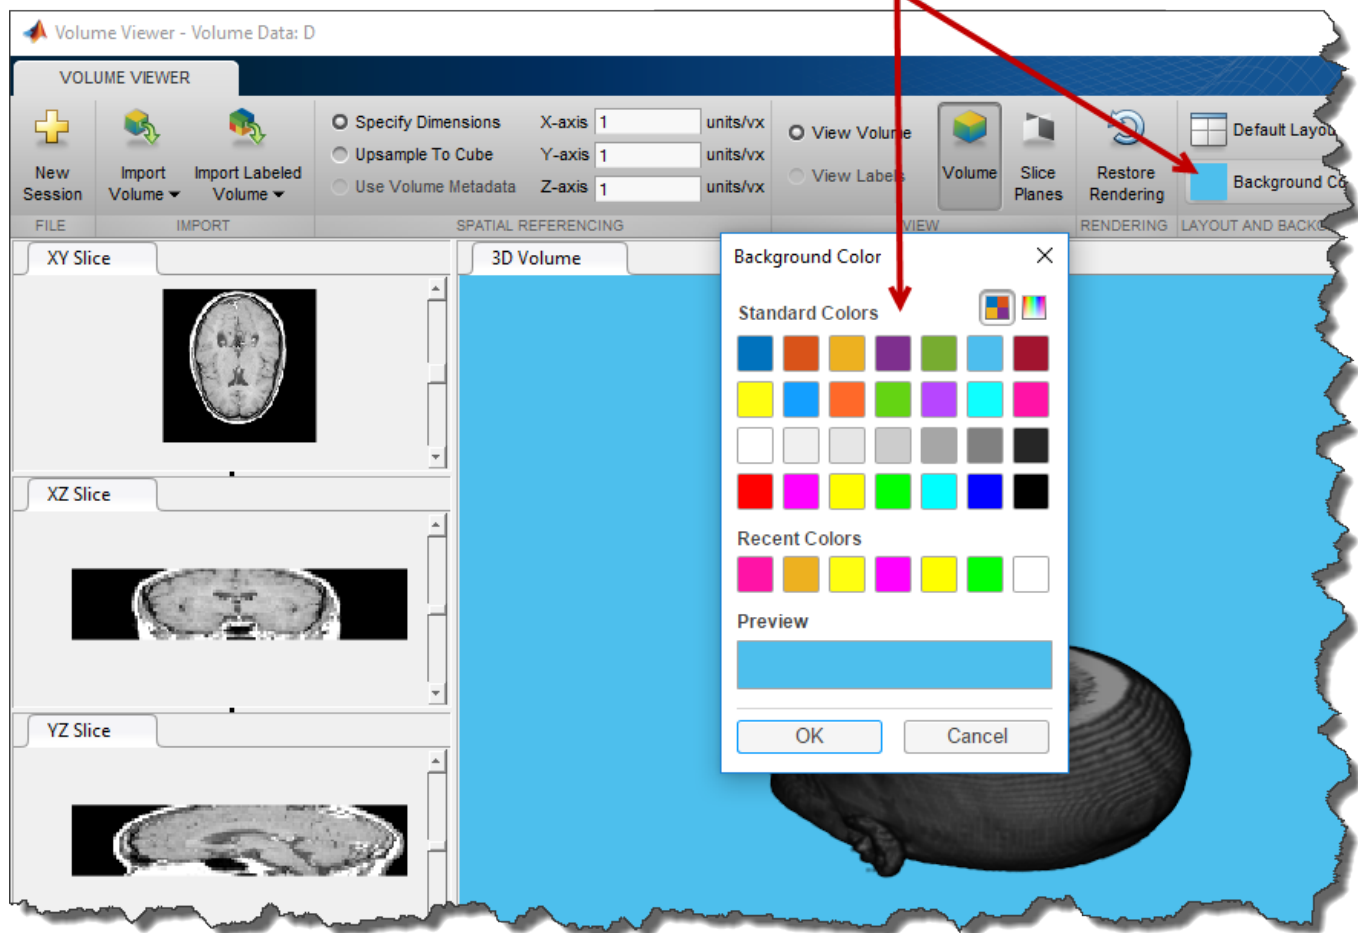 Volume Viewer - Volume Data: D
VOLUME VIEWER
New Session
Import Volume
Import Labeled Volume
Specify Dimensions
Upsample To Cube
Use Volume Metadata
X-axis 1 units/vx
Y-axis 1 units/vx
Z-axis 1 units/vx
View Volume
View Labels
Volume
Slice Planes
Restore Rendering
Default Layou
Background Co
FILE
IMPORT
SPATIAL REFERENCING
VIEW
RENDERING
LAYOUT AND BACK
XY Slice
3D Volume
Background Color
Standard Colors
XZ Slice
Recent Colors
Preview
YZ Slice
OK
Cancel